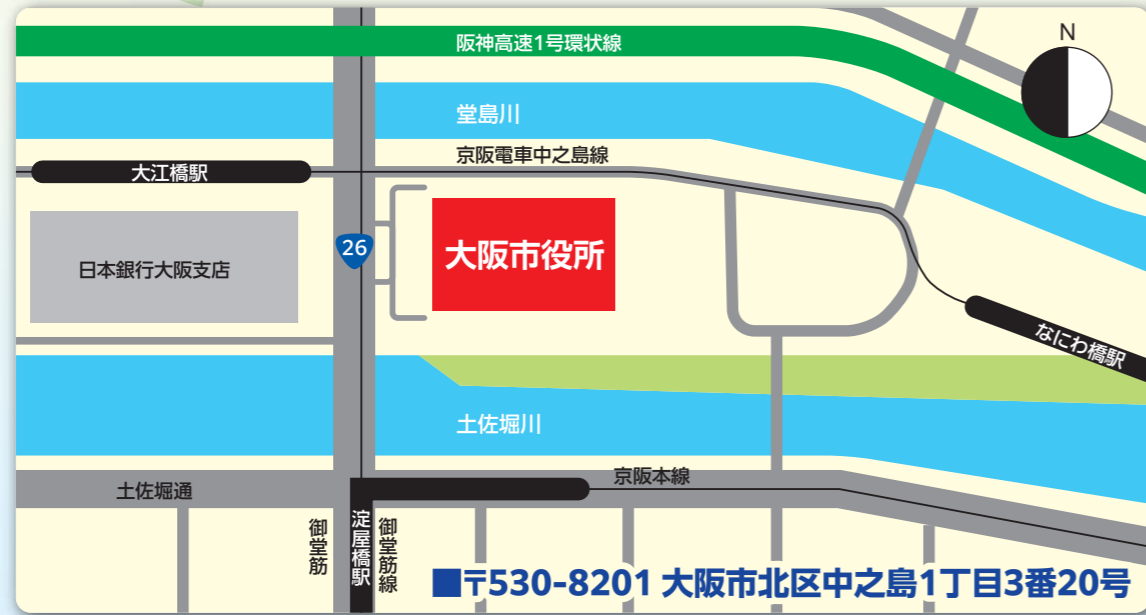 阪神高速1号環状線
N
堂島川
京阪電車中之島線
大江橋駅
26
大阪市役所
日本銀行大阪支店
なにわ橋駅
土佐堀川
京阪本線
土佐堀通
御堂筋
淀屋橋駅
御堂筋線
■〒530-8201 大阪市北区中之島1丁目3番20号